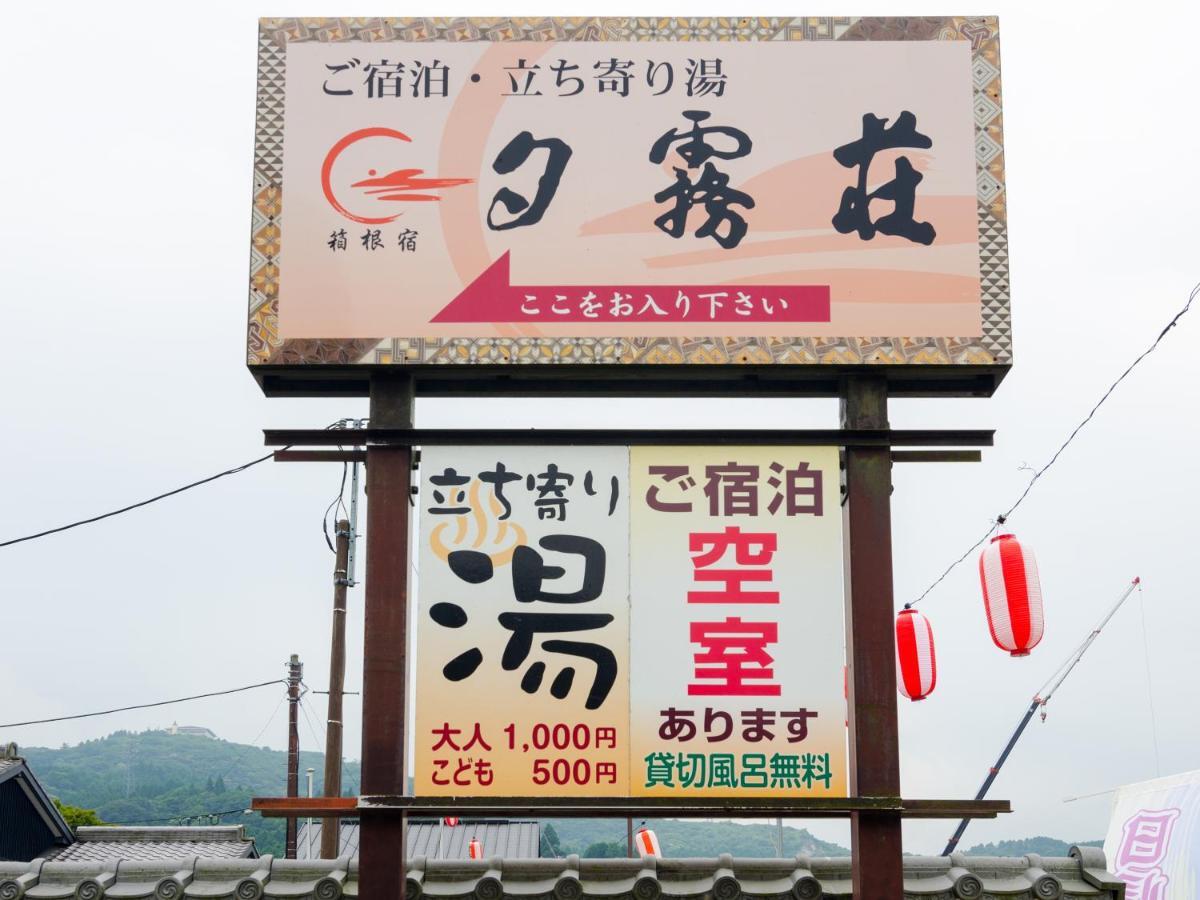 ご宿泊・立ち寄り湯
夕霧荘
箱根宿
ここをお入り下さい
立ち寄り
湯
大人 1,000円
こども 500円
ご宿泊
空
室
あります
貸切風呂無料